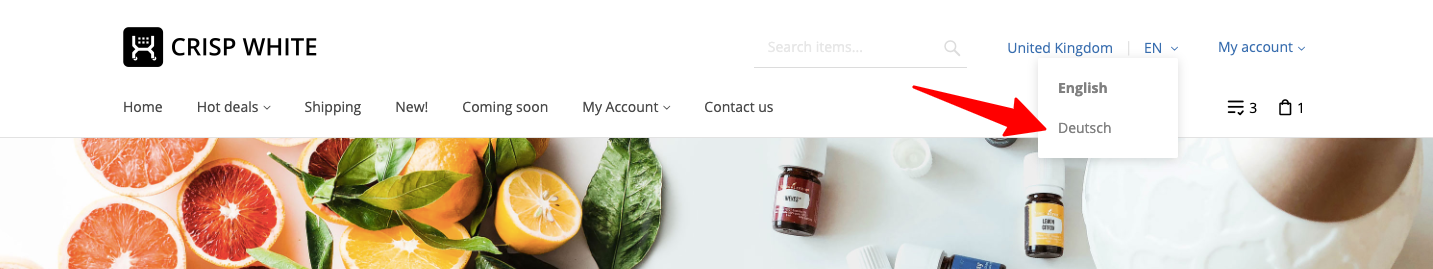 CRISP WHITE
Search items...
United Kingdom
EN
My account
English
Deutsch
Home
Hot deals
Shipping
New!
Coming soon
My Account
Contact us
3
1